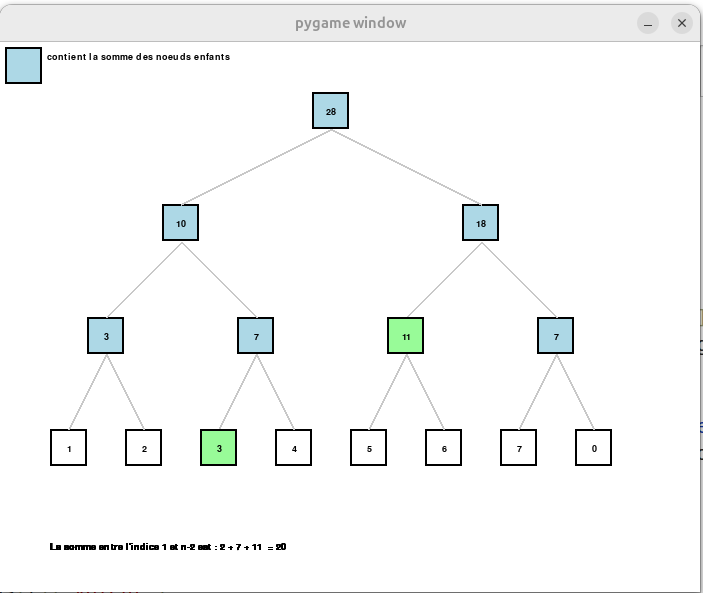 pygame window
contient la somme des noeuds enfants
28
10 18
3 7 11 7
1 2 3 4 5 6 7 0
La somme entre l'indice 1 et n-2 est : 2 + 7 + 11 = 20